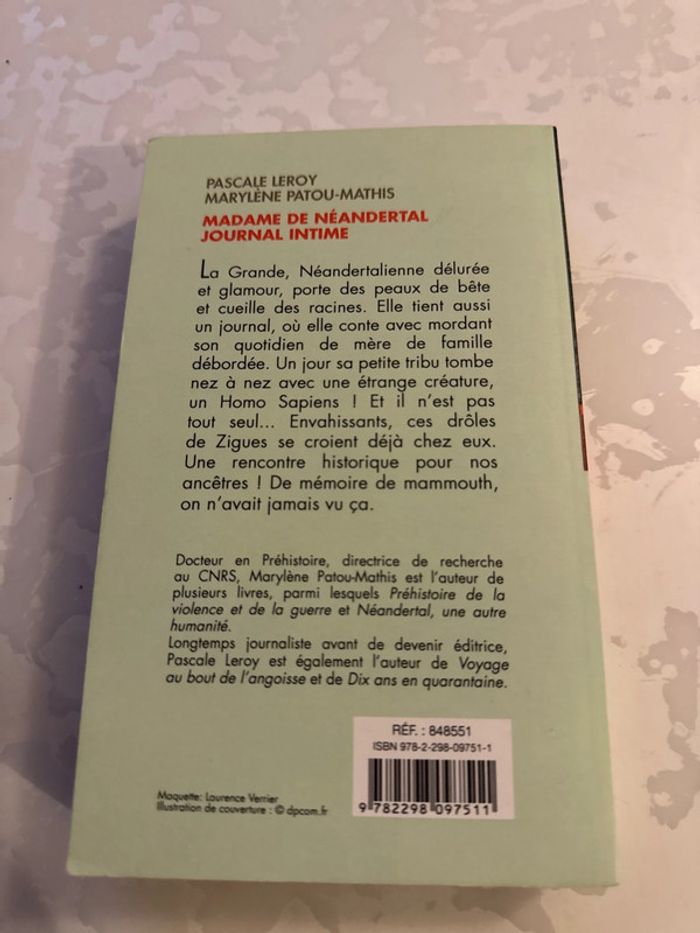 PASCALE LEROY
MARYLÈNE PATOU-MATHIS
MADAME DE NÉANDERTAL
JOURNAL INTIME
La Grande, Néandertalienne délurée
et glamour, porte des peaux de bête
et cueille des racines. Elle tient aussi
un journal, où elle conte avec mordant
son quotidien de mère de famille
débordée. Un jour sa petite tribu tombe
nez à nez avec une étrange créature,
un Homo Sapiens ! Et il n'est pas
tout seul... Envahissants, ces drôles
de Zigues se croient déjà chez eux.
Une rencontre historique pour nos
ancêtres ! De mémoire de mammouth,
on n'avait jamais vu ça.
Docteur en Préhistoire, directrice de recherche
au CNRS, Marylène Patou-Mathis est l'auteur de
plusieurs livres, parmi lesquels Préhistoire de la
violence et de la guerre et Néandertal, une autre
humanité.
Longtemps journaliste avant de devenir éditrice,
Pascale Leroy est également l'auteur de Voyage
au bout de l'angoisse et de Dix ans en quarantaine.
RÉF. : 848551
ISBN 978-2-298-09751-1
9 782298 097511
Maquette: Laurence Verrier
Illustration de couverture : © dpcom.fr